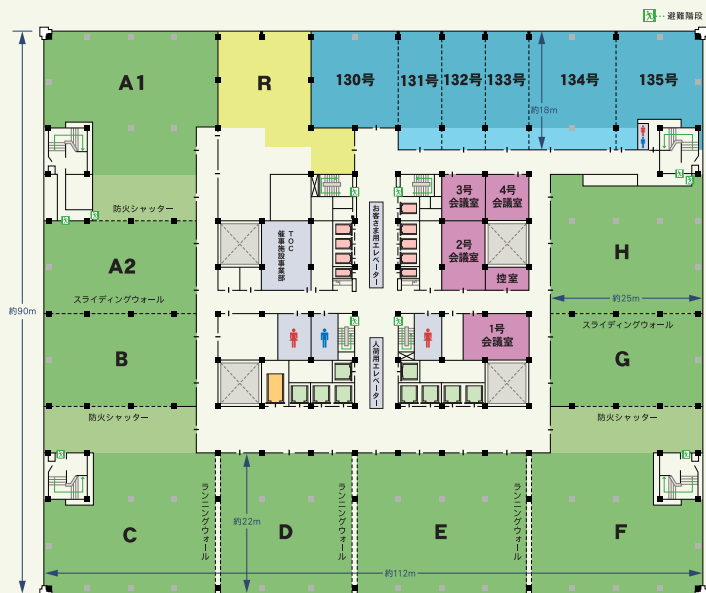 避難階段
A1
R
130号
131号
132号
133号
134号
135号
約18m
防火シャッター
3号
会議室
4号
会議室
お客さま用エレベーター
TOC
催事施設事業部
2号
会議室
控室
A2
H
約25m
スライディングウォール
スライディングウォール
約90m
人荷用エレベーター
1号
会議室
B
G
防火シャッター
防火シャッター
ランニングウォール
ランニングウォール
ランニングウォール
約22m
C
D
E
F
約112m